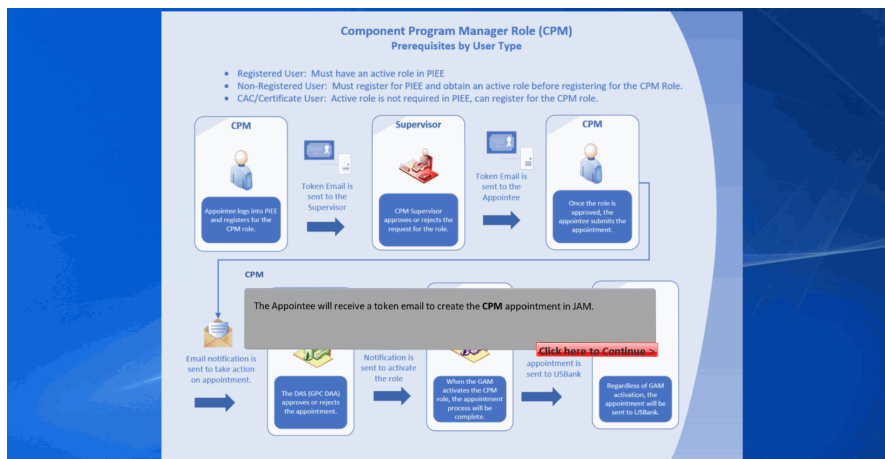 Component Program Manager Role (CPM)
Prerequisites by User Type
• Registered User: Must have an active role in PIEE
• Non-Registered User: Must register for PIEE and obtain an active role before registering for the CPM Role.
• CAC/Certificate User: Active role is not required in PIEE, can register for the CPM role.
CPM
Appointee logs into PIEE
and registers for the
CPM role.
Token Email is
sent to the
Supervisor
Supervisor
CPM Supervisor
approves or rejects the
request for the role.
Token Email is
sent to the
Appointee
CPM
Once the role is
approved, the
appointee submits the
appointment.
CPM
The Appointee will receive a token email to create the CPM appointment in JAM.
Click here to Continue >
Email notification is
sent to take action
on appointment.
The DAS (GPC DAA)
approves or rejects
the appointment.
Notification is
sent to activate
the role
When the GAM
activates the CPM
role, the appointment
process will be
complete.
appointment is
sent to USBank
Regardless of GAM
activation, the
appointment will be
sent to USBank.